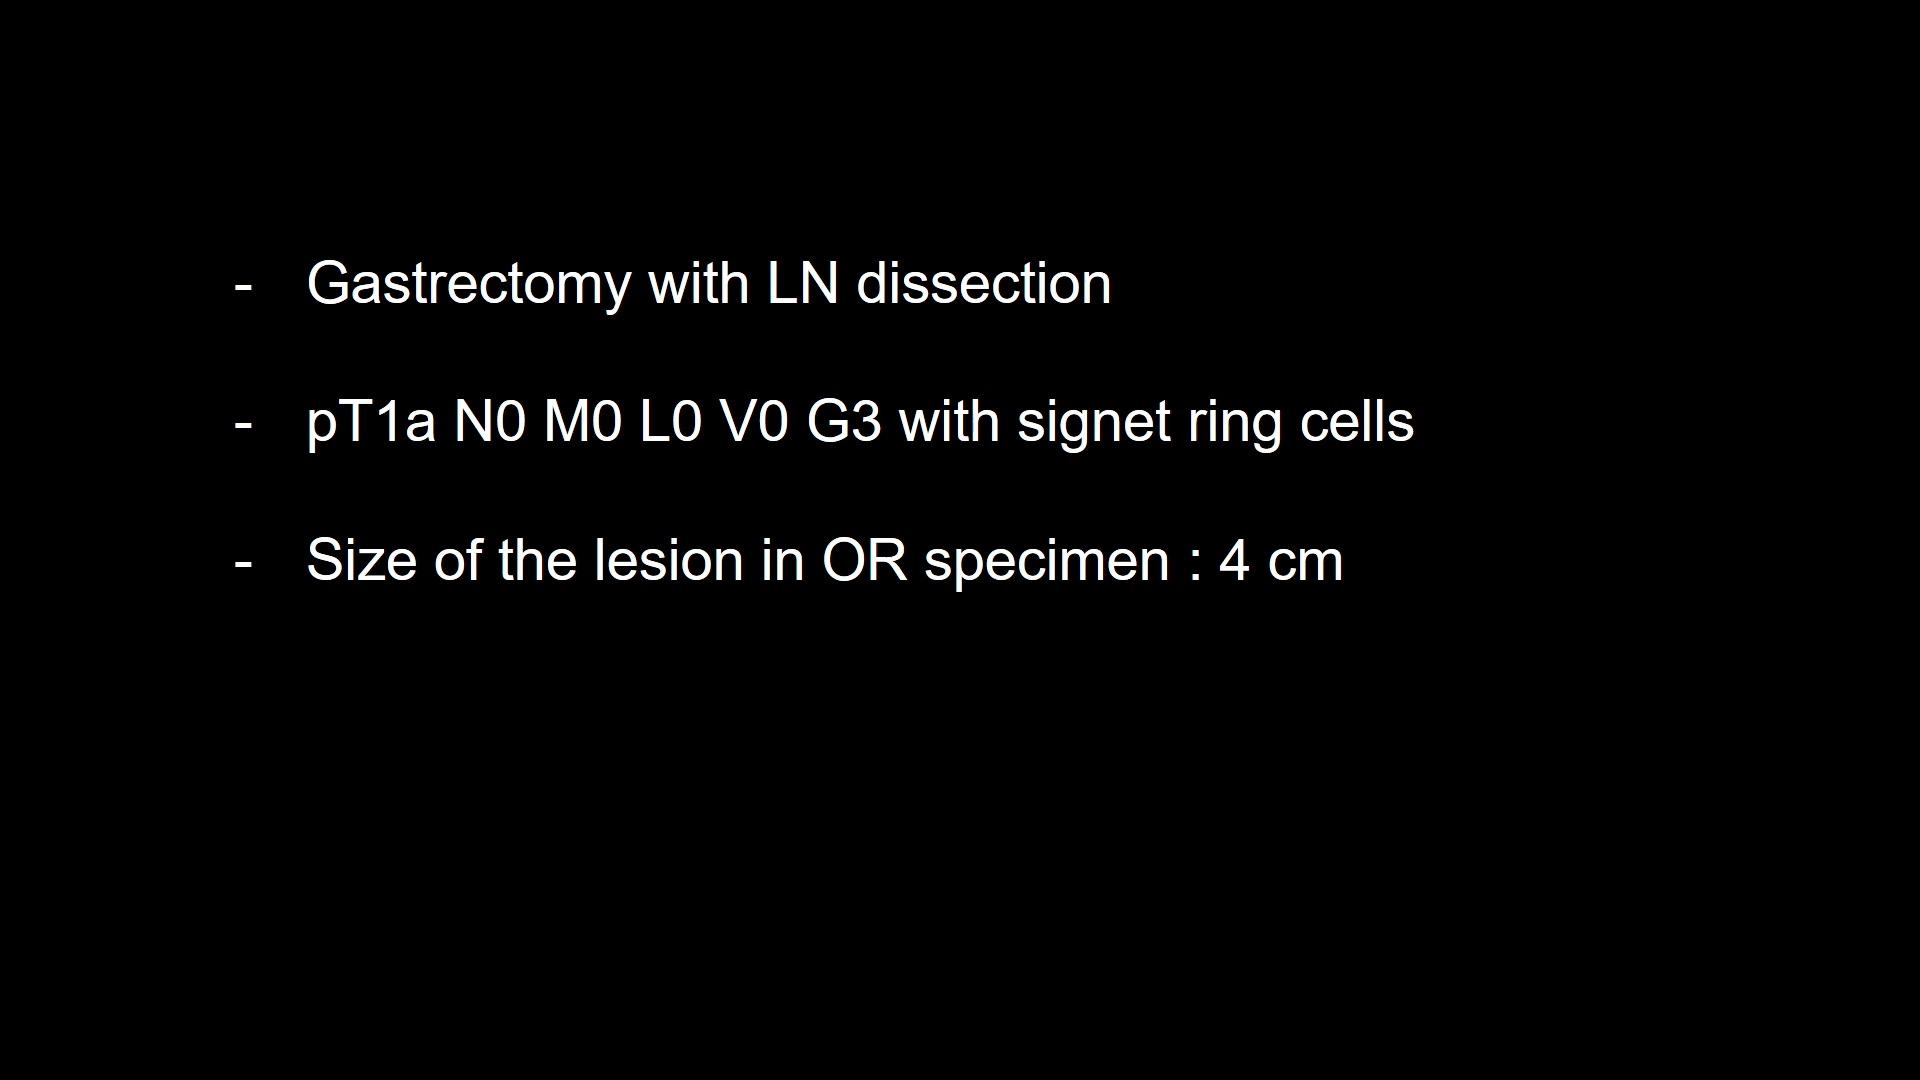 - Gastrectomy with LN dissection
- pT1a N0 M0 L0 V0 G3 with signet ring cells
- Size of the lesion in OR specimen : 4 cm